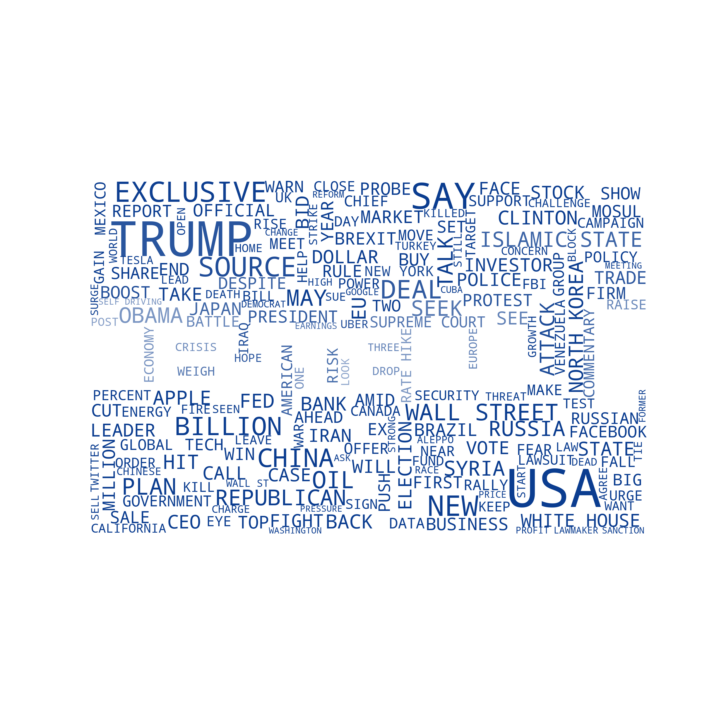 EXCLUSIVE WARN CLOSE PROBE SAY FACE STOCK SHOW
MEXICO UK REFORM CHIEF SUPPORT CHALLENGE
REPORT OFFICIAL BID STRIKE YEAR DAY MARKET KILLED CLINTON MOSUL
OPEN RISE SET TARGET CAMPAIGN
TRUMP CHANGE BREXIT MOVE ISLAMIC STATE
WORLD HOME MEET TURKEY TALK STILL CONCERN BLOCK
GAIN TESLA HELP DOLLAR BUY POLICY
SHARE END SOURCE RULE NEW YORK INVESTOR GROUP MEETING
LEAD DESPITE HIGH POWER CUBA POLICE FBI NORTH KOREA TRADE
SURGE BOOST TAKE DEATH BILL MAY SUE GOOGLE DEAL FIRM
SELF DRIVING DEMOCRAT EU TWO SEEK PROTEST RAISE
OBAMA JAPAN PRESIDENT SEE
POST BATTLE EARNINGS UBER SUPREME COURT
ECONOMY IRAQ RATE HIKE EUROPE GROWTH ATTACK VENEZUELA COMMENTARY
CRISIS THREE
HOPE AMERICAN RISK
WEIGH ONE LOOK DROP
PERCENT APPLE FED BANK AMID SECURITY THREAT MAKE FORMER
CUT ENERGY FIRE SEEN AHEAD CANADA WALL STREET TEST RUSSIAN
LEADER BILLION WAR EX STRONG BRAZIL RUSSIA FACEBOOK
GLOBAL TECH LEAVE IRAN OFFER ELECTION ALEPPO VOTE FEAR LAW STATE TIE
TWITTER MILLION ORDER HIT WIN CHINA ASK WILL NEAR LAWSUIT DEAD FALL
CHINESE CALL CASE FUND RACE SYRIA
PLAN KILL WALL ST OIL PUSH FIRST RALLY START USA AGREE BIG
SELL GOVERNMENT REPUBLICAN SIGN PRICE URGE
CHARGE PRESSURE NEW KEEP WANT
SALE CEO EYE TOP FIGHT BACK DATA BUSINESS WHITE HOUSE
CALIFORNIA WASHINGTON PROFIT LAWMAKER SANCTION